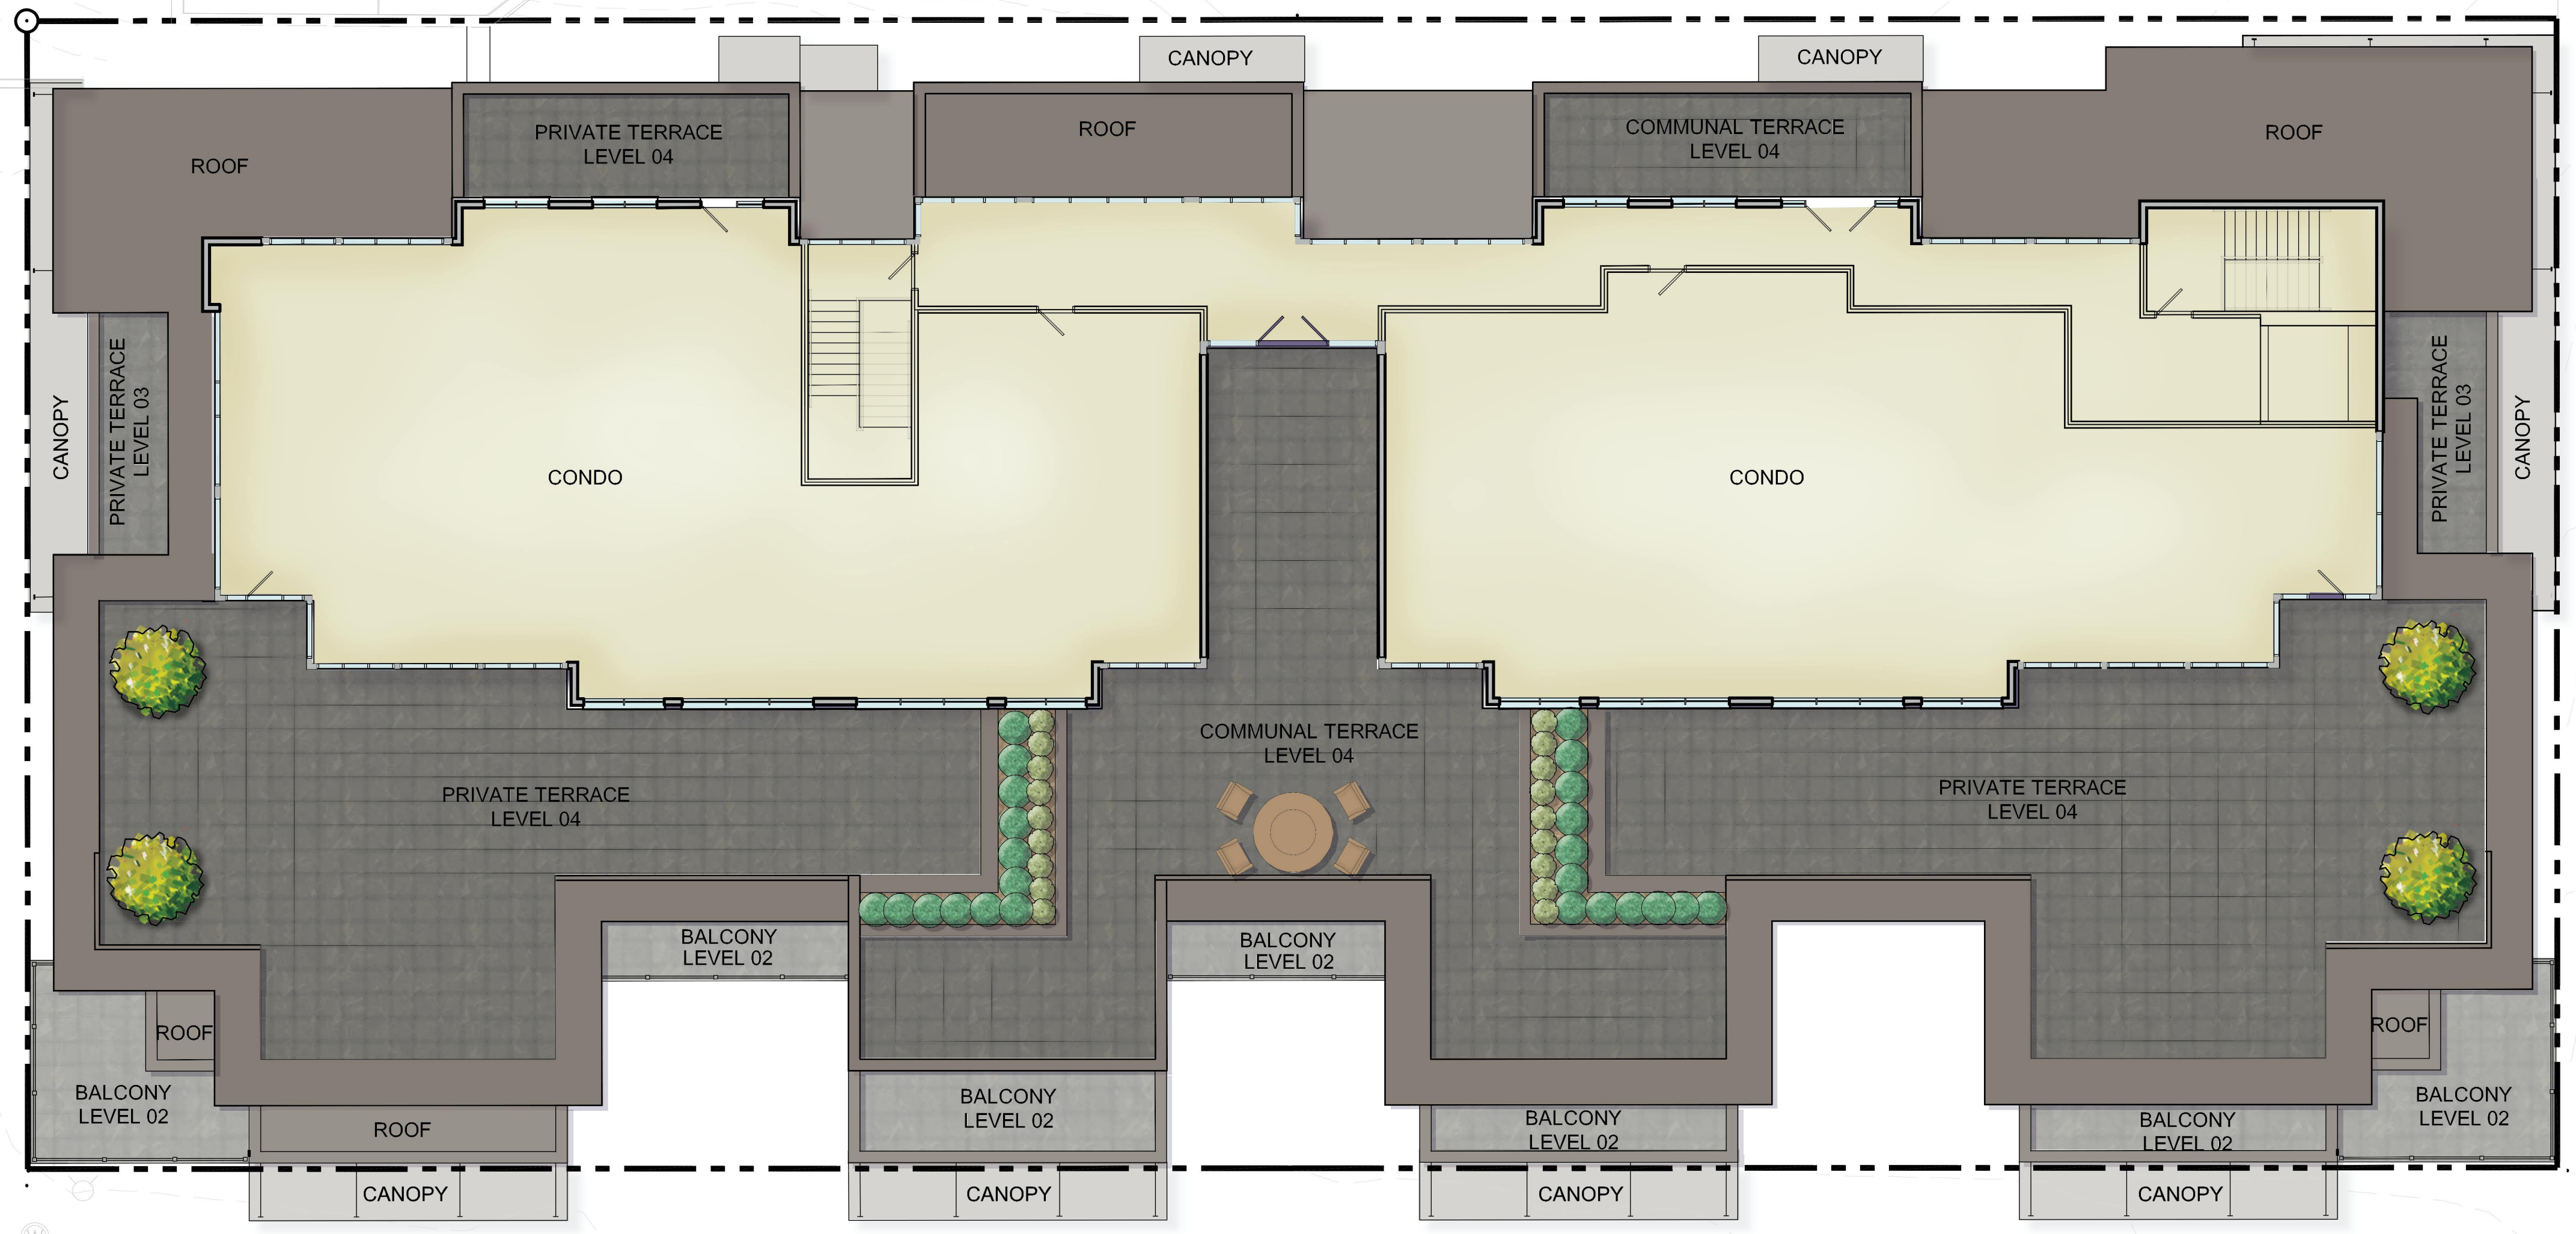 CANOPY
CANOPY
PRIVATE TERRACE
LEVEL 04
ROOF
COMMUNAL TERRACE
LEVEL 04
ROOF
ROOF
CANOPY
PRIVATE TERRACE
LEVEL 03
CONDO
CONDO
PRIVATE TERRACE
LEVEL 03
CANOPY
COMMUNAL TERRACE
LEVEL 04
PRIVATE TERRACE
LEVEL 04
PRIVATE TERRACE
LEVEL 04
BALCONY
LEVEL 02
BALCONY
LEVEL 02
ROOF
ROOF
BALCONY
LEVEL 02
ROOF
BALCONY
LEVEL 02
BALCONY
LEVEL 02
BALCONY
LEVEL 02
BALCONY
LEVEL 02
CANOPY
CANOPY
CANOPY
CANOPY